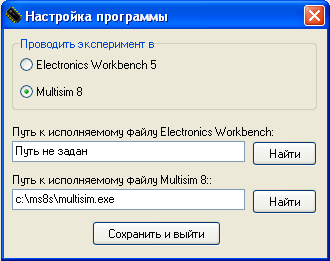 Настройка программы
Проводить эксперимент в
Electronics Workbench 5
Multisim 8
Путь к исполняемому файлу Electronics Workbench:
Путь не задан
Найти
Путь к исполняемому файлу Multisim 8::
c:\ms8s\multisim.exe
Найти
Сохранить и выйти